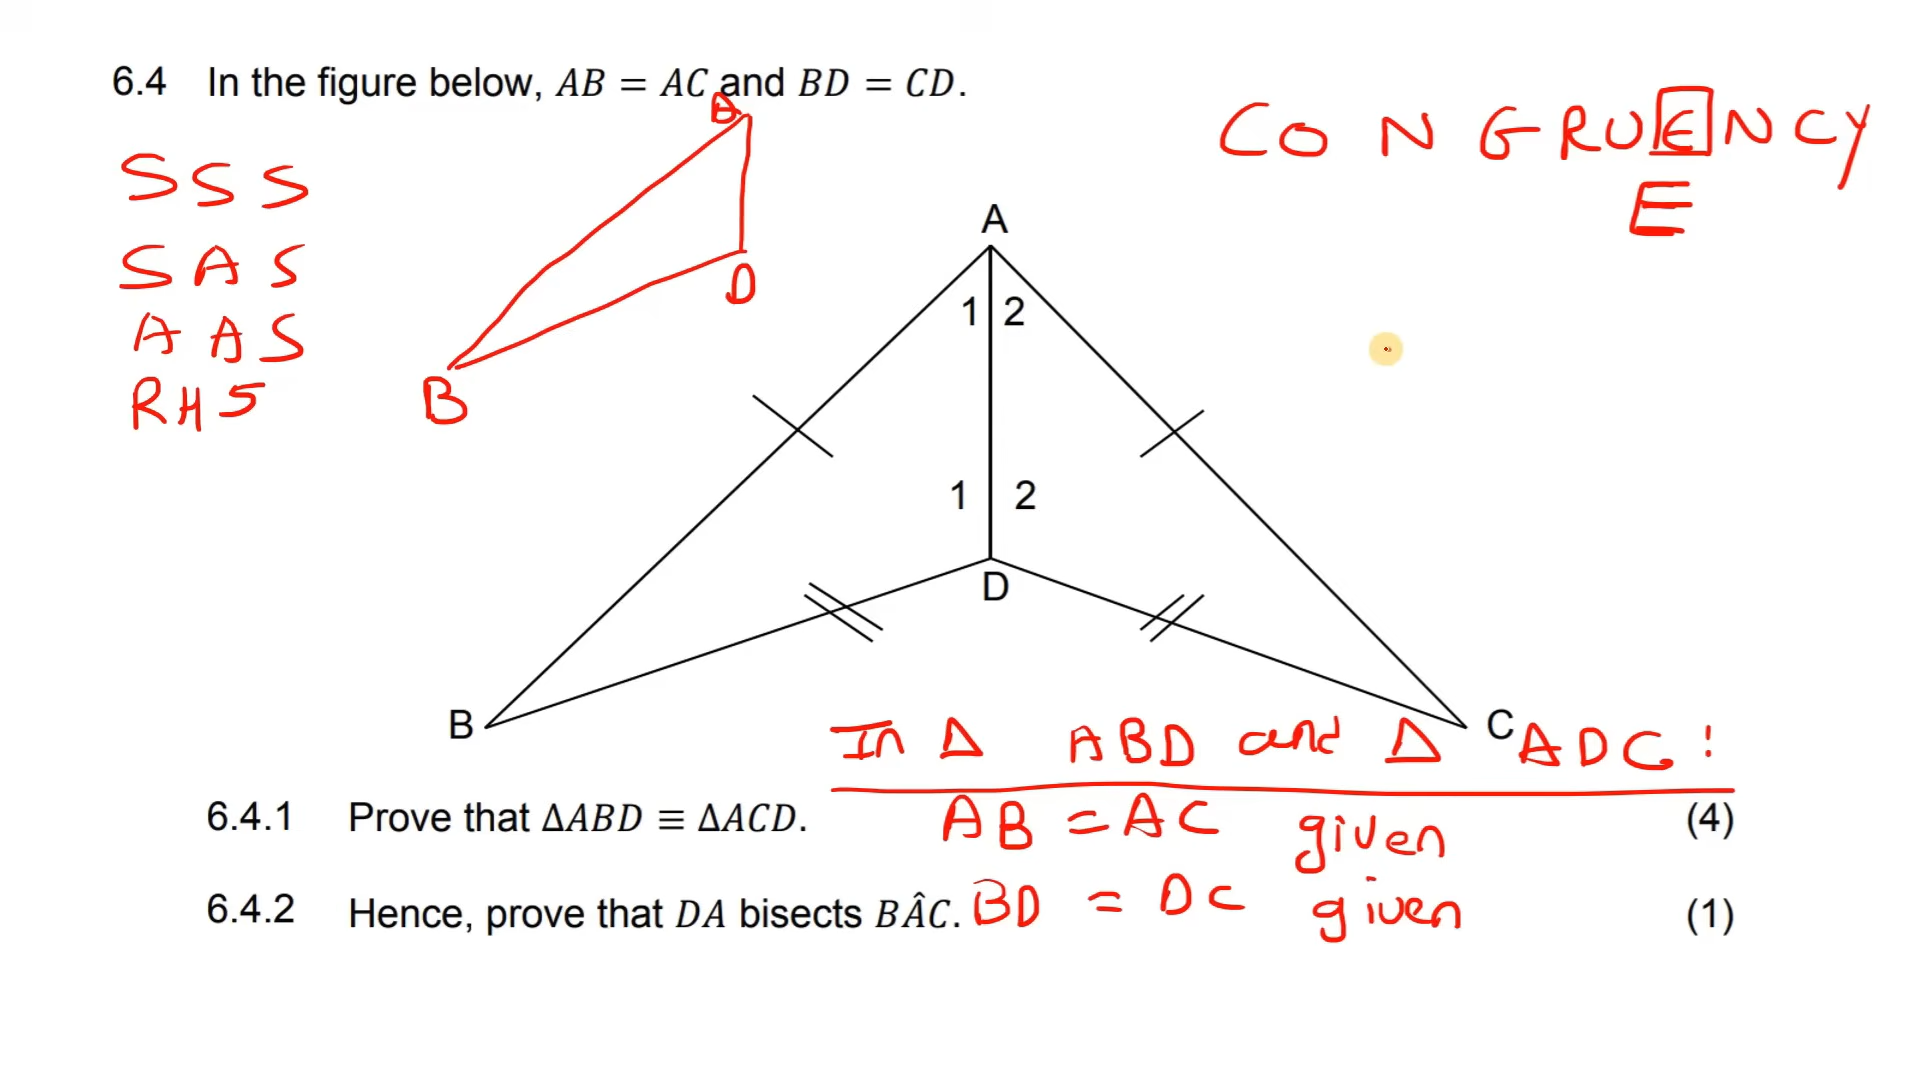 6.4 In the figure below, AB = AC and BD = CD.
CONGRUENCY
E
SSS
SAS
AAS
RHS
A
D
B
A
1 2
1 2
D
B
C
In Δ ABD and Δ ADC:
6.4.1 Prove that ΔABD ≡ ΔACD. (4)
AB = AC given
6.4.2 Hence, prove that DA bisects BÂC. (1)
BD = DC given